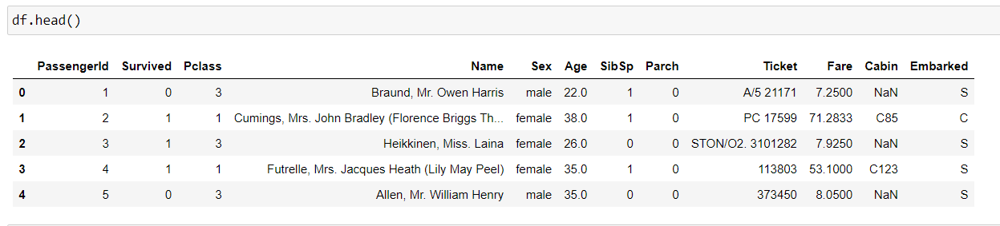 df.head()
PassengerId Survived Pclass Name Sex Age SibSp Parch Ticket Fare Cabin Embarked
0 1 0 3 Braund, Mr. Owen Harris male 22.0 1 0 A/5 21171 7.2500 NaN S
1 2 1 1 Cumings, Mrs. John Bradley (Florence Briggs Th... female 38.0 1 0 PC 17599 71.2833 C85 C
2 3 1 3 Heikkinen, Miss. Laina female 26.0 0 0 STON/O2. 3101282 7.9250 NaN S
3 4 1 1 Futrelle, Mrs. Jacques Heath (Lily May Peel) female 35.0 1 0 113803 53.1000 C123 S
4 5 0 3 Allen, Mr. William Henry male 35.0 0 0 373450 8.0500 NaN S